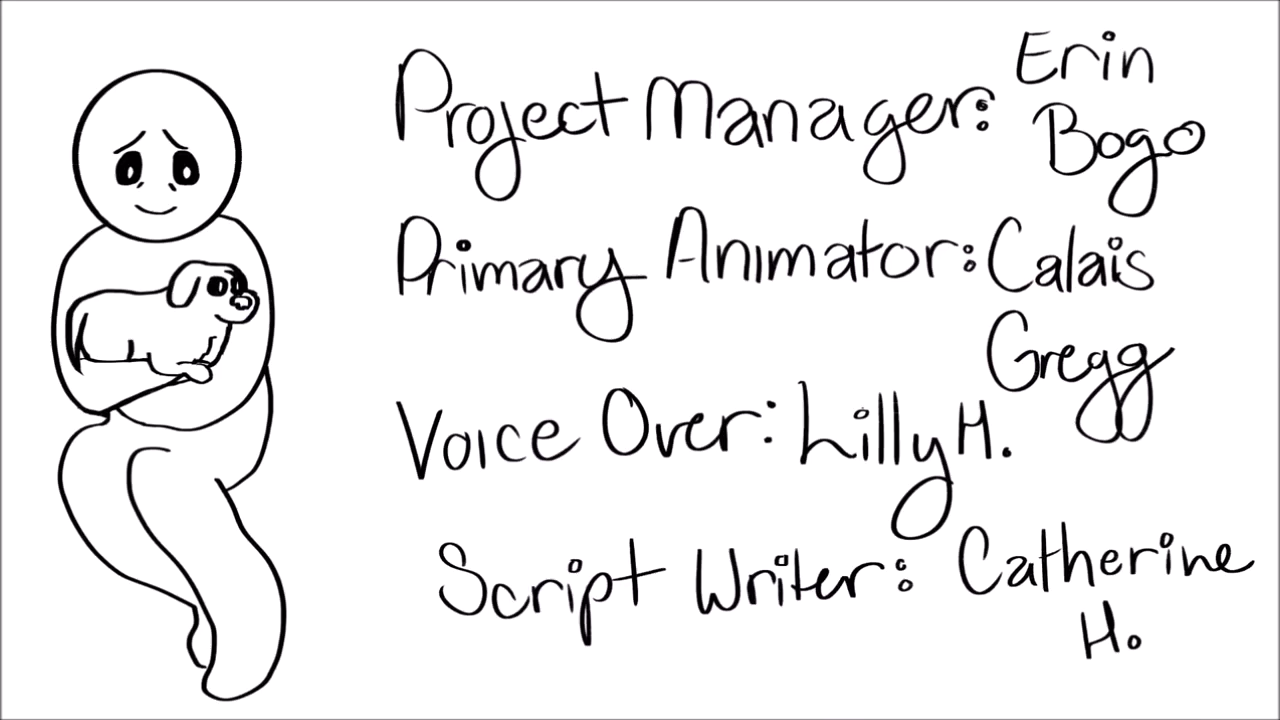 Project Manager: Erin
Bogo
Primary Animator: Calais
Gregg
Voice Over: Lilly H.
Script Writer: Catherine
H.